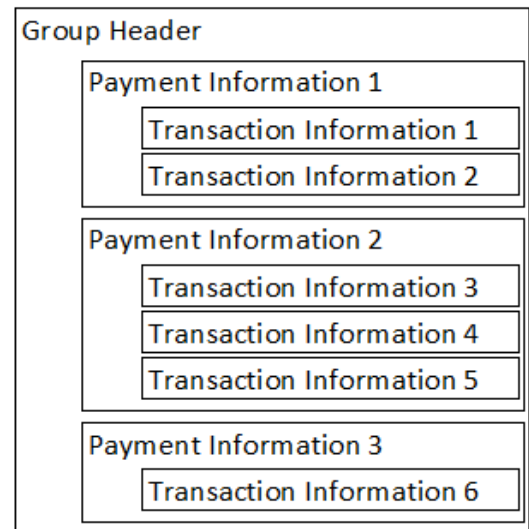 Group Header
Payment Information 1
Transaction Information 1
Transaction Information 2
Payment Information 2
Transaction Information 3
Transaction Information 4
Transaction Information 5
Payment Information 3
Transaction Information 6